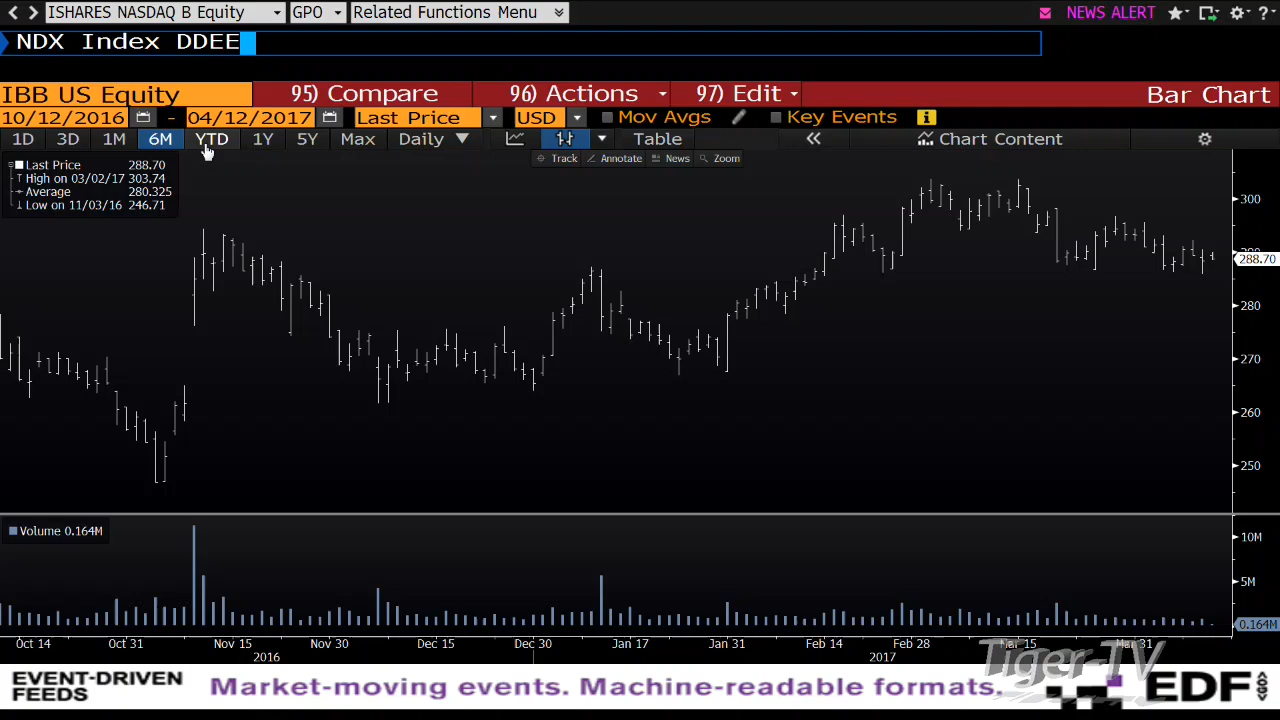 ISHARES NASDAQ B Equity GPO Related Functions Menu NEWS ALERT ?
NDX Index DDEE
IBB US Equity 95) Compare 96) Actions 97) Edit Bar Chart
10/12/2016 - 04/12/2017 Last Price USD Mov Avgs Key Events i
1D 3D 1M 6M YTD 1Y 5Y Max Daily Table « Chart Content
Track Annotate News Zoom
Last Price 288.70
High on 03/02/17 303.74
Average 280.325
Low on 11/03/16 246.71
300
290
288.70
280
270
260
250
Volume 0.164M
10M
5M
0.164M
Oct 14 Oct 31 Nov 15 Nov 30 Dec 15 Dec 30 Jan 17 Jan 31 Feb 14 Feb 28 Mar 15 Mar 31
2016 2017
Tiger-TV
EVENT-DRIVEN
FEEDS
Market-moving events. Machine-readable formats.
EDF